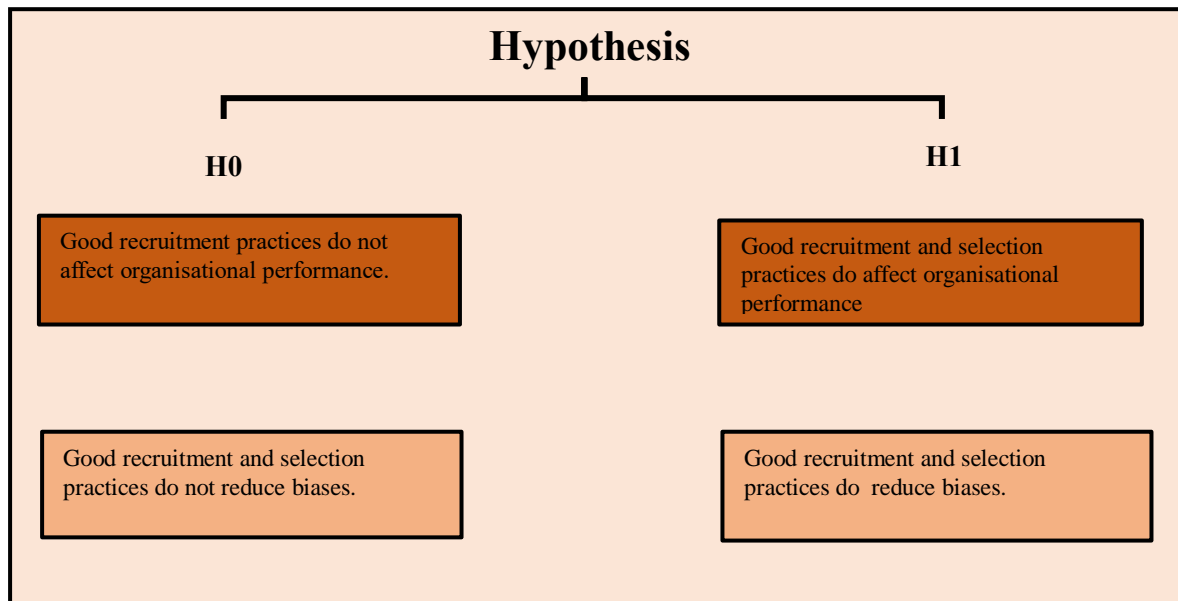 Hypothesis
H0
H1
Good recruitment practices do not
affect organisational performance.
Good recruitment and selection
practices do affect organisational
performance
Good recruitment and selection
practices do not reduce biases.
Good recruitment and selection
practices do  reduce biases.